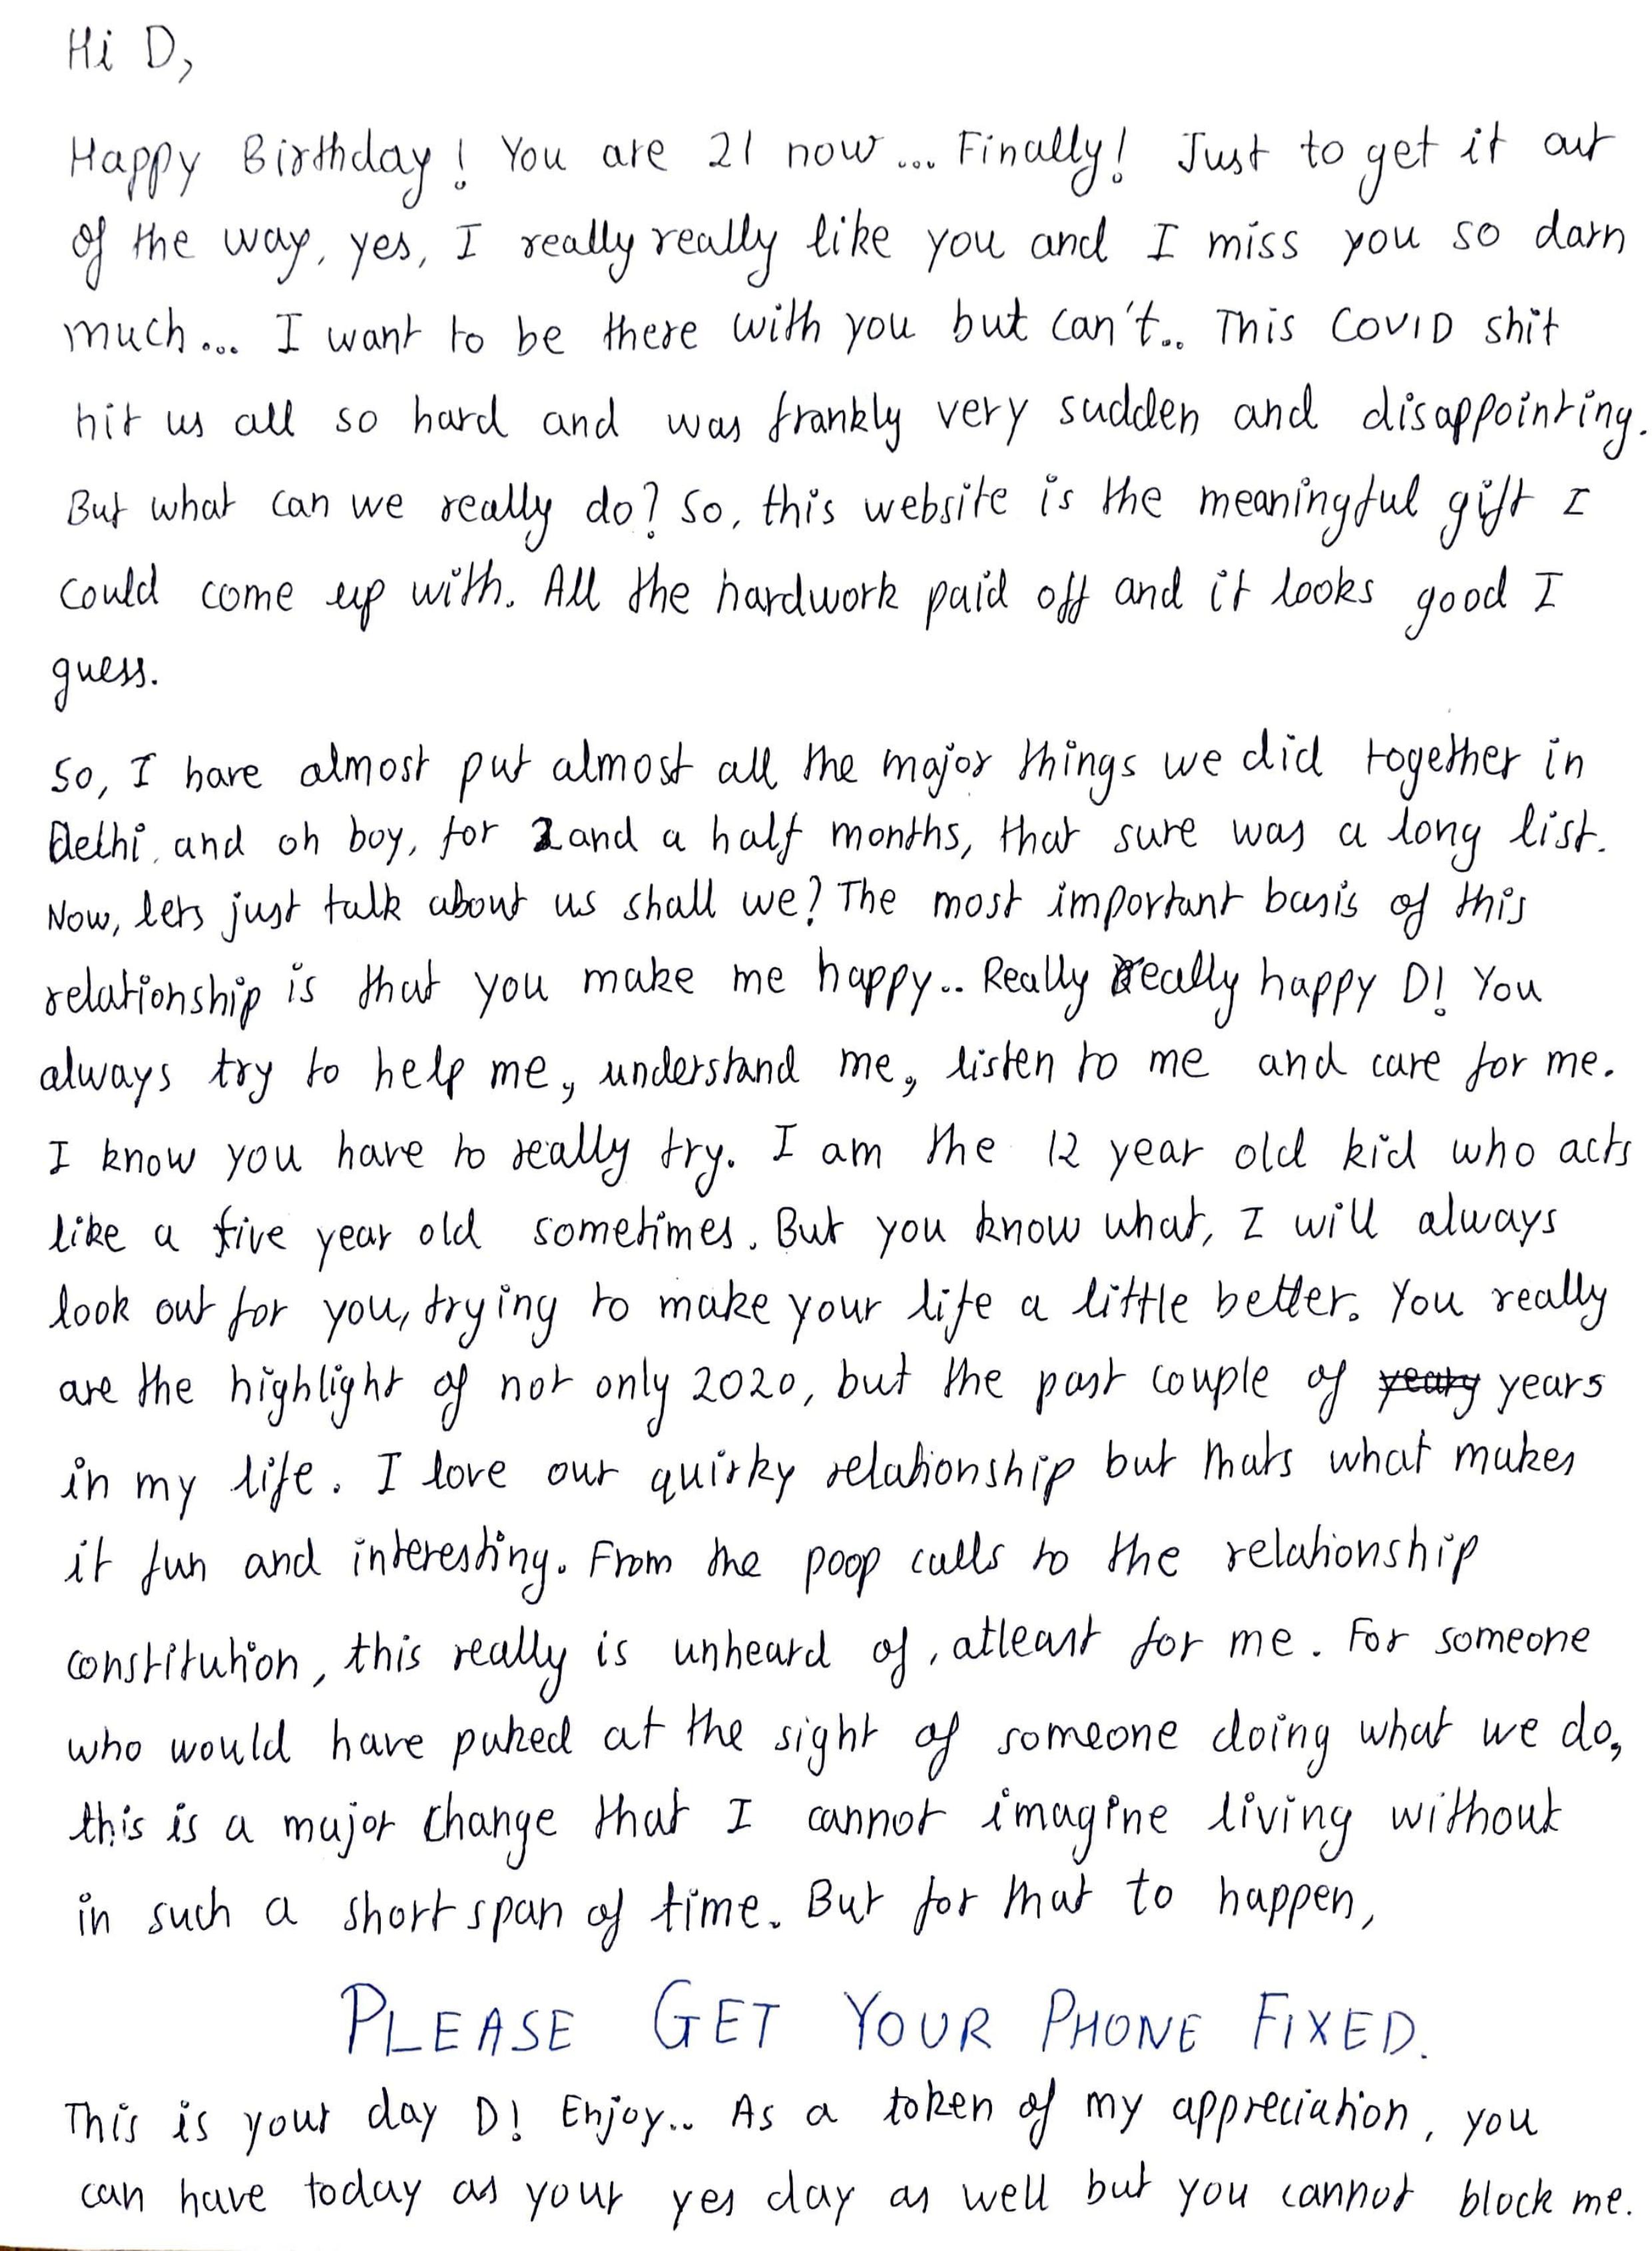 Hi D,
Happy Birthday! You are 21 now... Finally! Just to get it out
of the way, yes, I really really like you and I miss you so darn
much... I want to be there with you but can't.. This COVID shit
hit us all so hard and was frankly very sudden and disappointing.
But what can we really do? So, this website is the meaningful gift I
could come up with. All the hardwork paid off and it looks good I
guess.
So, I have almost put almost all the major things we did together in
Delhi, and oh boy, for 2 and a half months, that sure was a long list.
Now, lets just talk about us shall we? The most important basis of this
relationship is that you make me happy.. Really Really happy D! You
always try to help me, understand me, listen to me and care for me.
I know you have to really try. I am the 12 year old kid who acts
like a five year old sometimes. But you know what, I will always
look out for you, trying to make your life a little better. You really
are the highlight of not only 2020, but the past couple of years
in my life. I love our quirky relationship but thats what makes
it fun and interesting. From the poop calls to the relationship
constitution, this really is unheard of, atleast for me. For someone
who would have puked at the sight of someone doing what we do,
this is a major change that I cannot imagine living without
in such a short span of time. But for that to happen,
PLEASE GET YOUR PHONE FIXED.
This is your day D! Enjoy.. As a token of my appreciation, you
can have today as your yes day as well but you cannot block me.